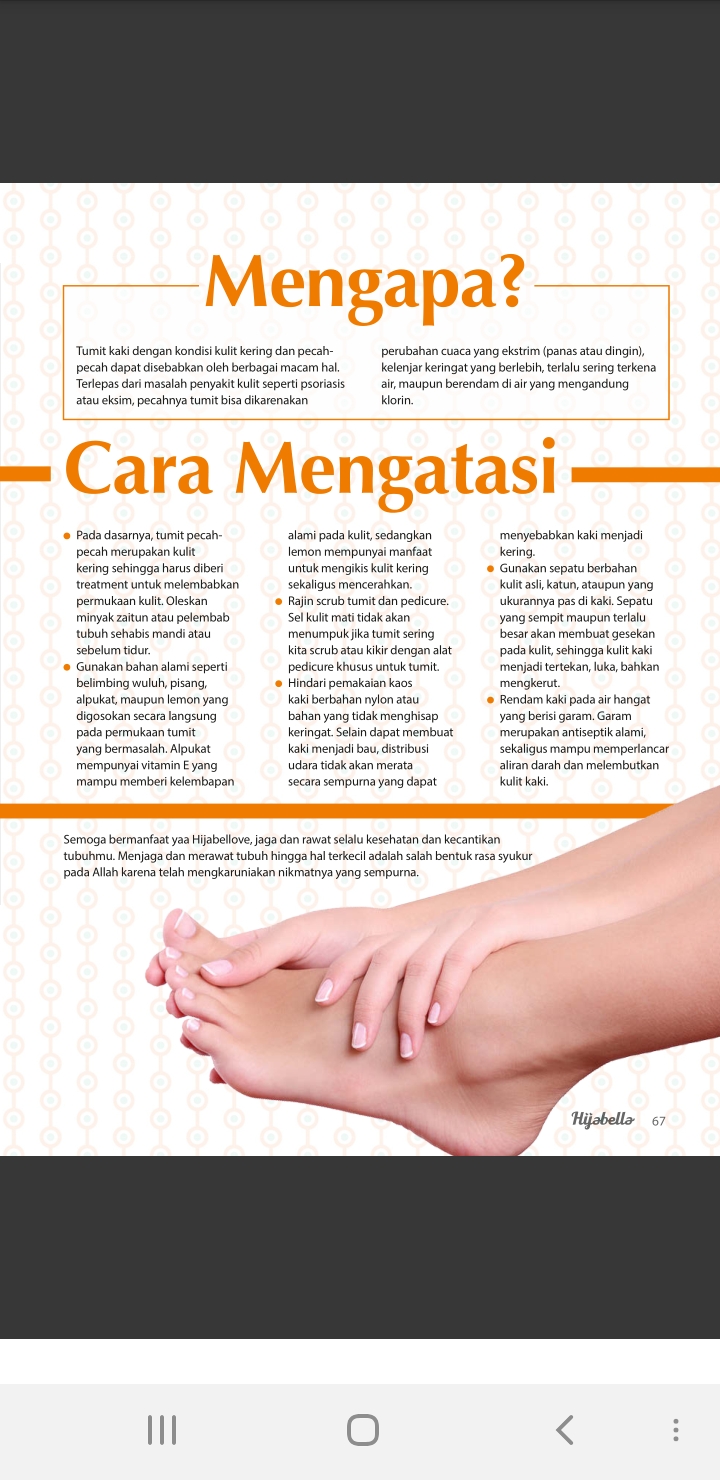 Mengapa?
Tumit kaki dengan kondisi kulit kering dan pecah-
pecah dapat disebabkan oleh berbagai macam hal.
Terlepas dari masalah penyakit kulit seperti psoriasis
atau eksim, pecahnya tumit bisa dikarenakan
perubahan cuaca yang ekstrim (panas atau dingin),
kelenjar keringat yang berlebih, terlalu sering terkena
air, maupun berendam di air yang mengandung
klorin.
Cara Mengatasi
Pada dasarnya, tumit pecah-
pecah merupakan kulit
kering sehingga harus diberi
treatment untuk melembabkan
permukaan kulit. Oleskan
minyak zaitun atau pelembab
tubuh sehabis mandi atau
sebelum tidur.
Gunakan bahan alami seperti
belimbing wuluh, pisang,
alpukat, maupun lemon yang
digosokan secara langsung
pada permukaan tumit
yang bermasalah. Alpukat
mempunyai vitamin E yang
mampu memberi kelembapan
alami pada kulit, sedangkan
lemon mempunyai manfaat
untuk mengikis kulit kering
sekaligus mencerahkan.
Rajin scrub tumit dan pedicure.
Sel kulit mati tidak akan
menumpuk jika tumit sering
kita scrub atau kikir dengan alat
pedicure khusus untuk tumit.
Hindari pemakaian kaos
kaki berbahan nylon atau
bahan yang tidak menghisap
keringat. Selain dapat membuat
kaki menjadi bau, distribusi
udara tidak akan merata
secara sempurna yang dapat
menyebabkan kaki menjadi
kering.
Gunakan sepatu berbahan
kulit asli, katun, ataupun yang
ukurannya pas di kaki. Sepatu
yang sempit maupun terlalu
besar akan membuat gesekan
pada kulit, sehingga kulit kaki
menjadi tertekan, luka, bahkan
mengkerut.
Rendam kaki pada air hangat
yang berisi garam. Garam
merupakan antiseptik alami,
sekaligus mampu memperlancar
aliran darah dan melembutkan
kulit kaki.
Semoga bermanfaat yaa Hijabellove, jaga dan rawat selalu kesehatan dan kecantikan
tubuhmu. Menjaga dan merawat tubuh hingga hal terkecil adalah salah bentuk rasa syukur
pada Allah karena telah mengkaruniakan nikmatnya yang sempurna.
Hijabella 67